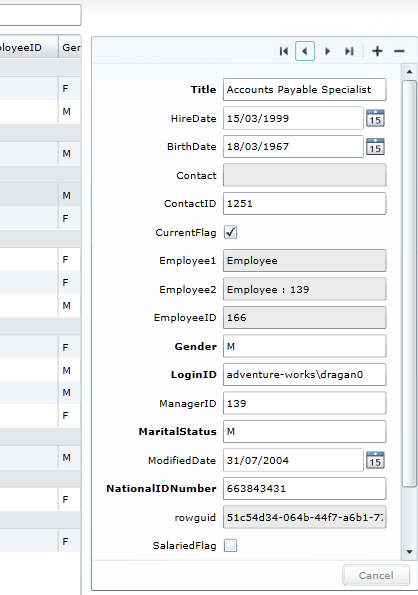 ployeeID Ger
F
M
M
M
F
F
F
M
F
M
M
F
M
F
F
Title Accounts Payable Specialist
HireDate 15/03/1999 15
BirthDate 18/03/1967 15
Contact
ContactID 1251
CurrentFlag
Employee1 Employee
Employee2 Employee : 139
EmployeeID 166
Gender M
LoginID adventure-works\dragan0
ManagerID 139
MaritalStatus M
ModifiedDate 31/07/2004 15
NationalIDNumber 663843431
rowguid 51c54d34-064b-44f7-a6b1-77
SalariedFlag
Cancel